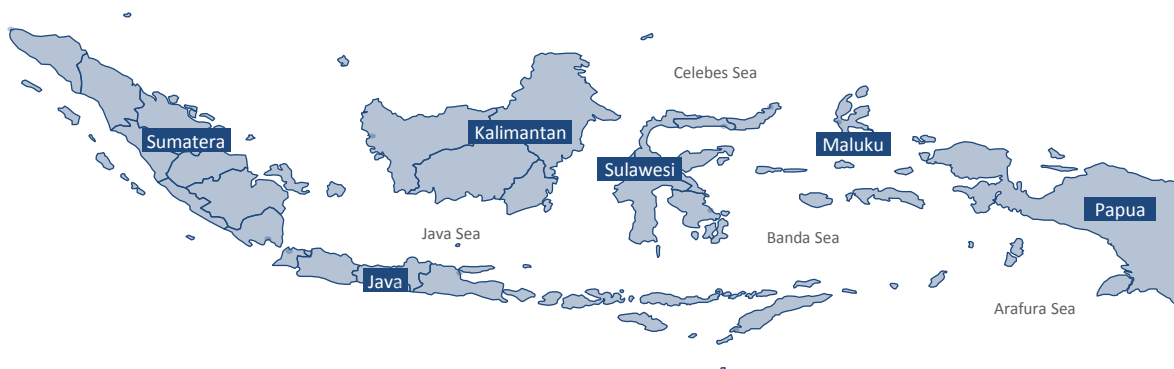 Celebes Sea
Sumatera
Kalimantan
Maluku
Sulawesi
Papua
Java Sea
Banda Sea
Java
Arafura Sea